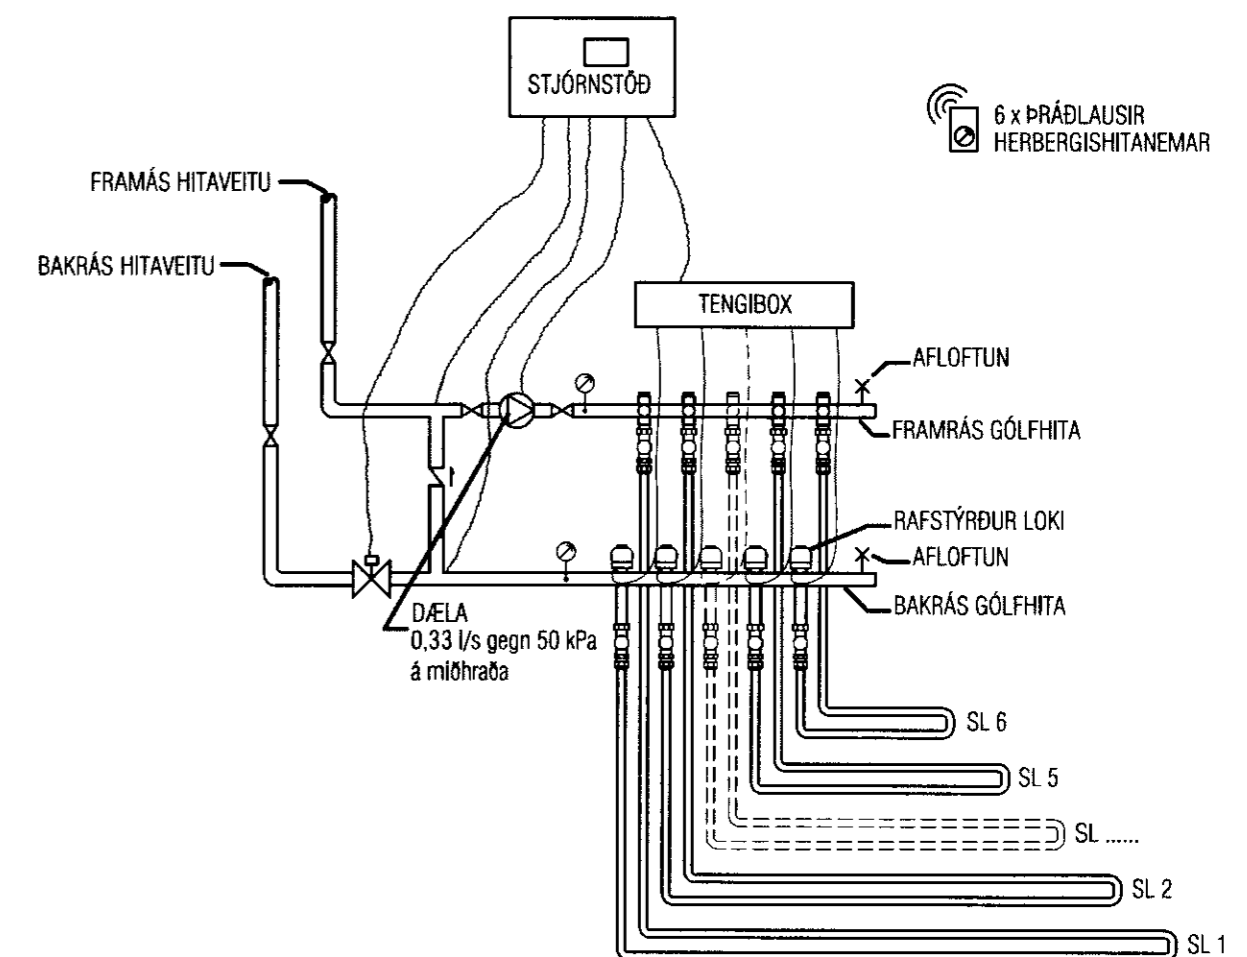 STJÓRNSTÖÐ
6 x ÞRÁÐLAUSIR
HERBERGISHITANEMAR
FRAMÁS HITAVEITU
BAKRÁS HITAVEITU
TENGIBOX
AFLOFTUN
FRAMRÁS GÓLFHITA
RAFSTÝRÐUR LOKI
AFLOFTUN
BAKRÁS GÓLFHITA
DÆLA
0,33 l/s gegn 50 kPa
á miðhraða
SL 6
SL 5
SL ......
SL 2
SL 1